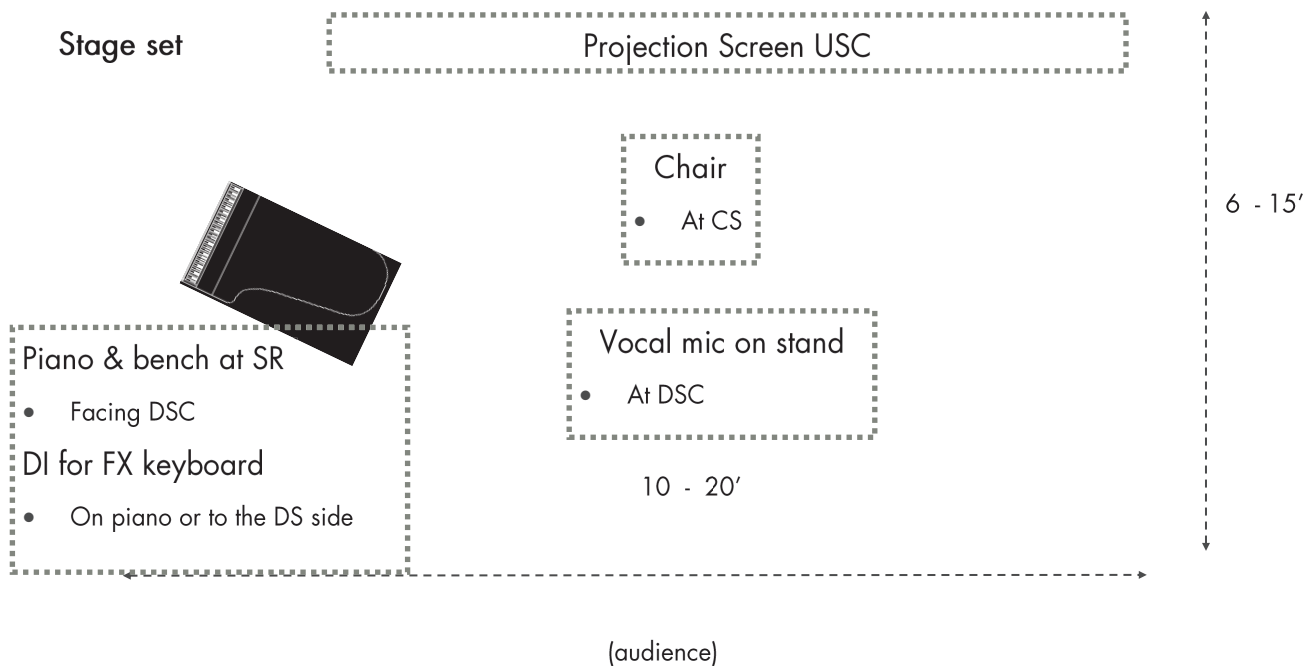 Stage set
Projection Screen USC
Chair
• At CS
6 - 15’
Vocal mic on stand
• At DSC
Piano & bench at SR
• Facing DSC
DI for FX keyboard
• On piano or to the DS side
10 - 20’
(audience)